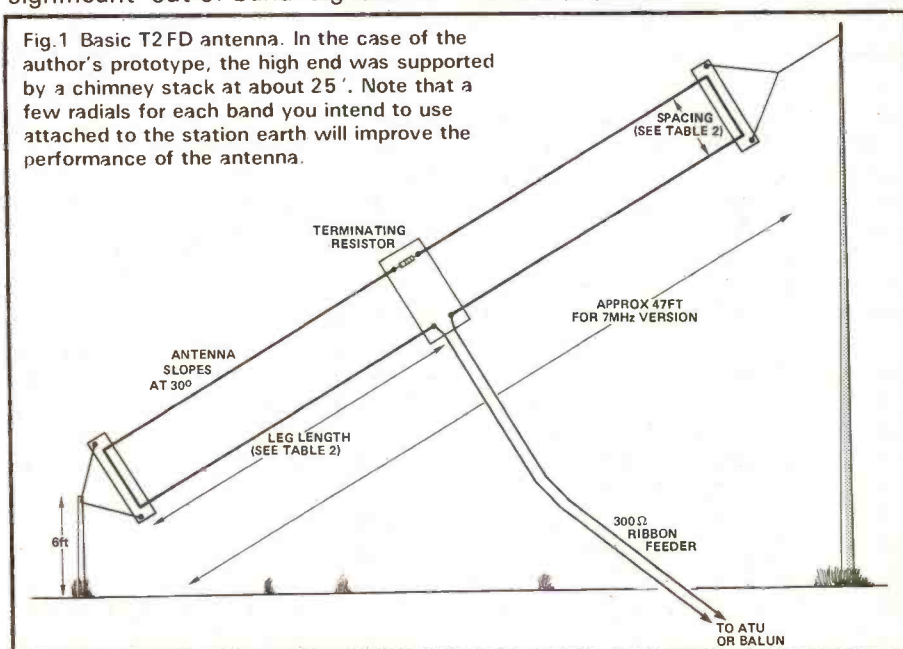 Fig.1 Basic T2FD antenna. In the case of the
author's prototype, the high end was supported
by a chimney stack at about 25′. Note that a
few radials for each band you intend to use
attached to the station earth will improve the
performance of the antenna.
SPACING
(SEE TABLE 2)
TERMINATING
RESISTOR
APPROX 47FT
FOR 7MHz VERSION
ANTENNA
SLOPES
AT 30º
LEG LENGTH
(SEE TABLE 2)
6ft
300Ω
RIBBON
FEEDER
TO ATU
OR BALUN